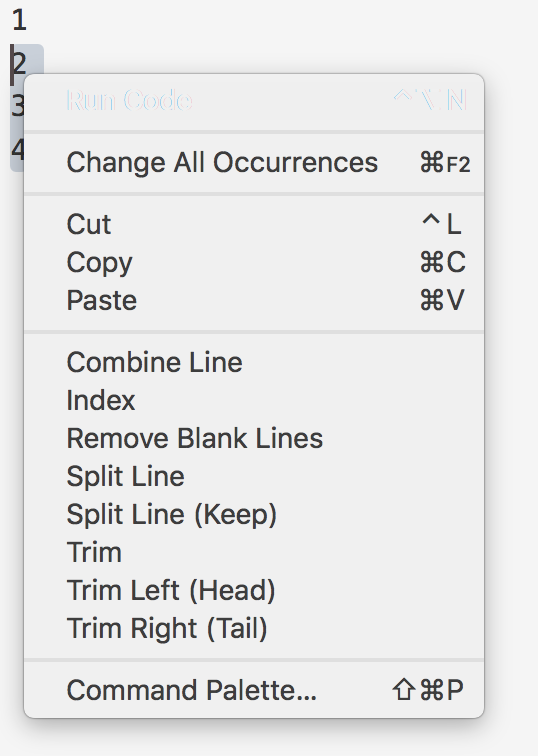 1
2
3
4
Run Code ⌃⌥N
Change All Occurrences ⌘F2
Cut ^L
Copy ⌘C
Paste ⌘V
Combine Line
Index
Remove Blank Lines
Split Line
Split Line (Keep)
Trim
Trim Left (Head)
Trim Right (Tail)
Command Palette... ⇧⌘P